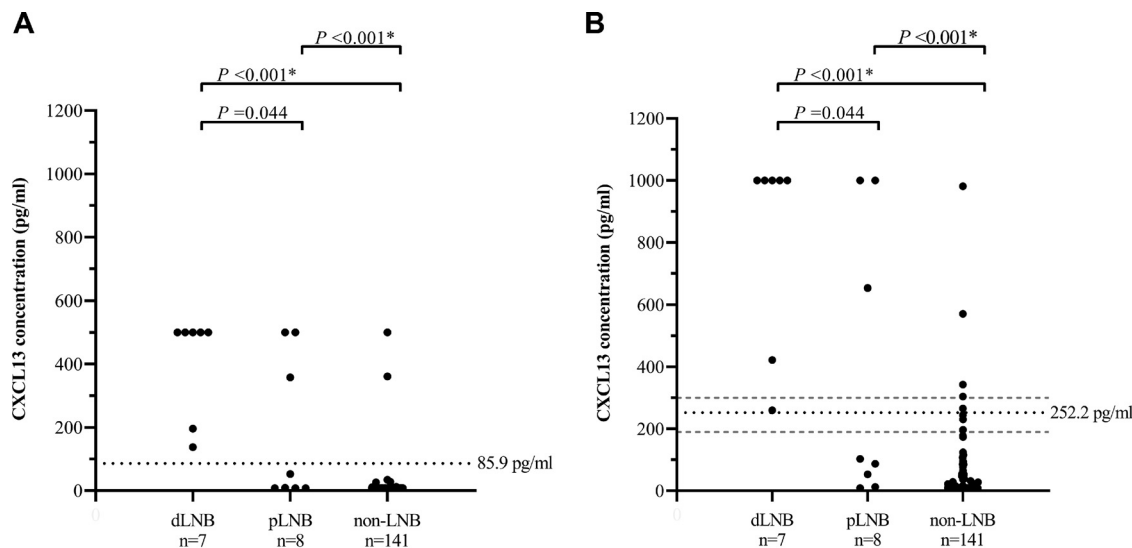 A
P <0.001*
P <0.001*
P =0.044
1200
1000
800
600
400
200
0
CXCL13 concentration (pg/ml)
85.9 pg/ml
0
dLNB
n=7
pLNB
n=8
non-LNB
n=141
B
P <0.001*
P <0.001*
P =0.044
1200
1000
800
600
400
200
0
CXCL13 concentration (pg/ml)
252.2 pg/ml
0
dLNB
n=7
pLNB
n=8
non-LNB
n=141